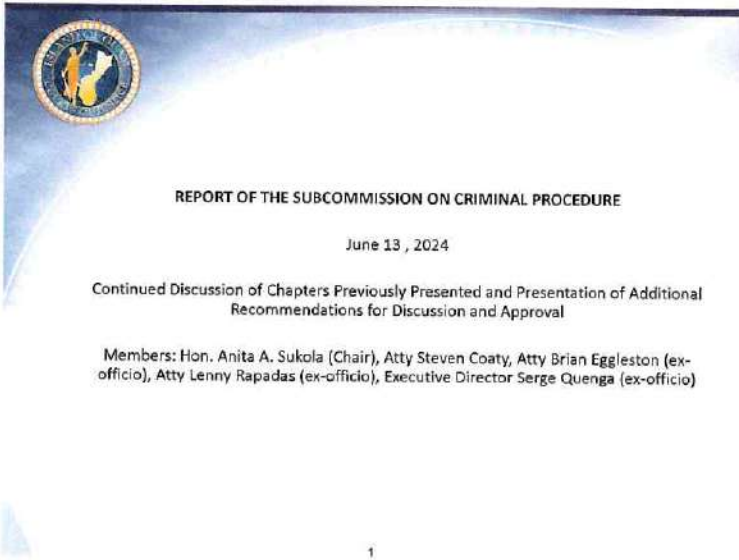 REPORT OF THE SUBCOMMISSION ON CRIMINAL PROCEDURE
June 13 , 2024
Continued Discussion of Chapters Previously Presented and Presentation of Additional
Recommendations for Discussion and Approval
Members: Hon. Anita A. Sukola (Chair), Atty Steven Coaty, Atty Brian Eggleston (ex-
officio), Atty Lenny Rapadas (ex-officio), Executive Director Serge Quenga (ex-officio)
1